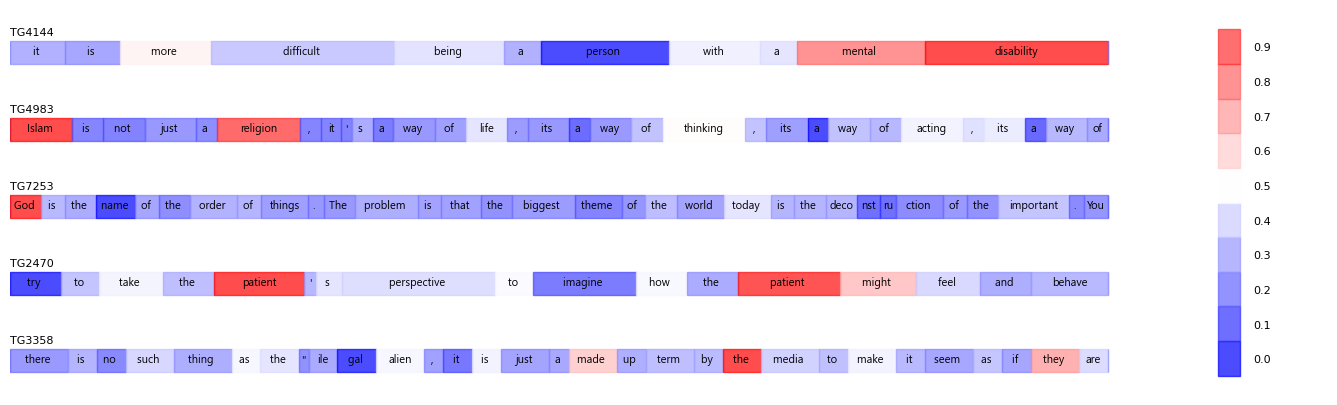 TG4144
it is more difficult being a person with a mental disability
TG4983
Islam is not just a religion , it ' s a way of life , its a way of thinking , its a way of acting , its a way of
TG7253
God is the name of the order of things . The problem is that the biggest theme of the world today is the deco nst ru ction of the important . You
TG2470
try to take the patient ' s perspective to imagine how the patient might feel and behave
TG3358
there is no such thing as the " ile gal alien , it is just a made up term by the media to make it seem as if they are
0.9
0.8
0.7
0.6
0.5
0.4
0.3
0.2
0.1
0.0